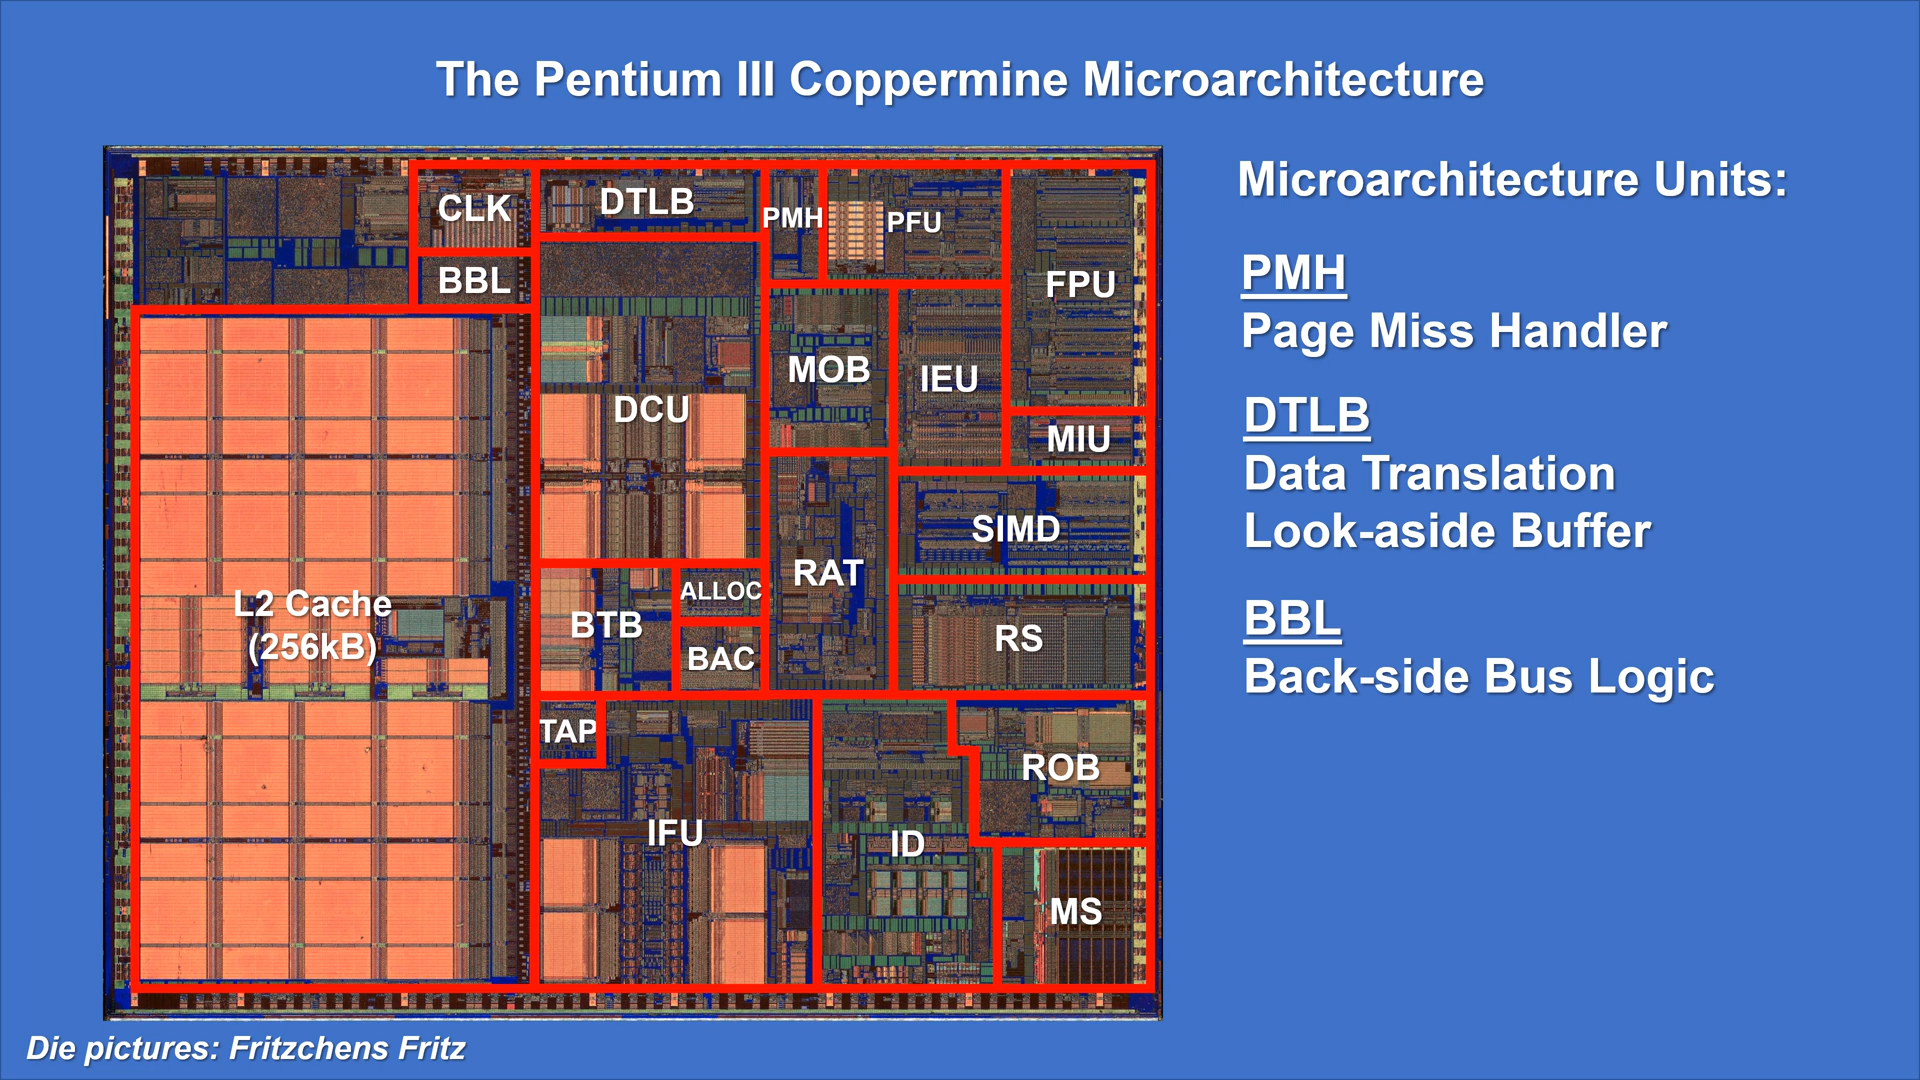 The Pentium III Coppermine Microarchitecture
CLK
DTLB
PMH
PFU
FPU
BBL
MOB
IEU
DCU
MIU
SIMD
RAT
L2 Cache
(256kB)
BTB
ALLOC
BAC
RS
TAP
IFU
ID
ROB
MS
Microarchitecture Units:
PMH
Page Miss Handler
DTLB
Data Translation
Look-aside Buffer
BBL
Back-side Bus Logic
Die pictures: Fritzchens Fritz